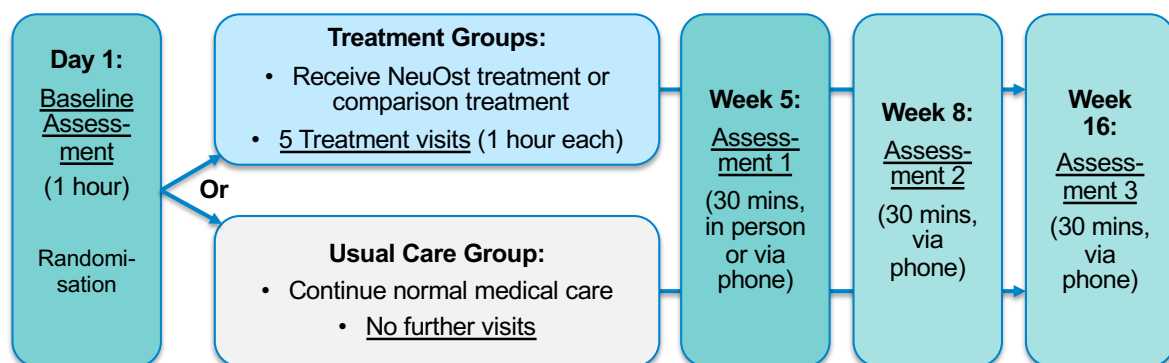 Day 1:
Baseline
Assess-
ment
(1 hour)
Randomi-
sation
Or
Treatment Groups:
• Receive NeuOst treatment or
comparison treatment
• 5 Treatment visits (1 hour each)
Usual Care Group:
• Continue normal medical care
• No further visits
Week 5:
Assess-
ment 1
(30 mins,
in person
or via
phone)
Week 8:
Assess-
ment 2
(30 mins,
via
phone)
Week
16:
Assess-
ment 3
(30 mins,
via
phone)